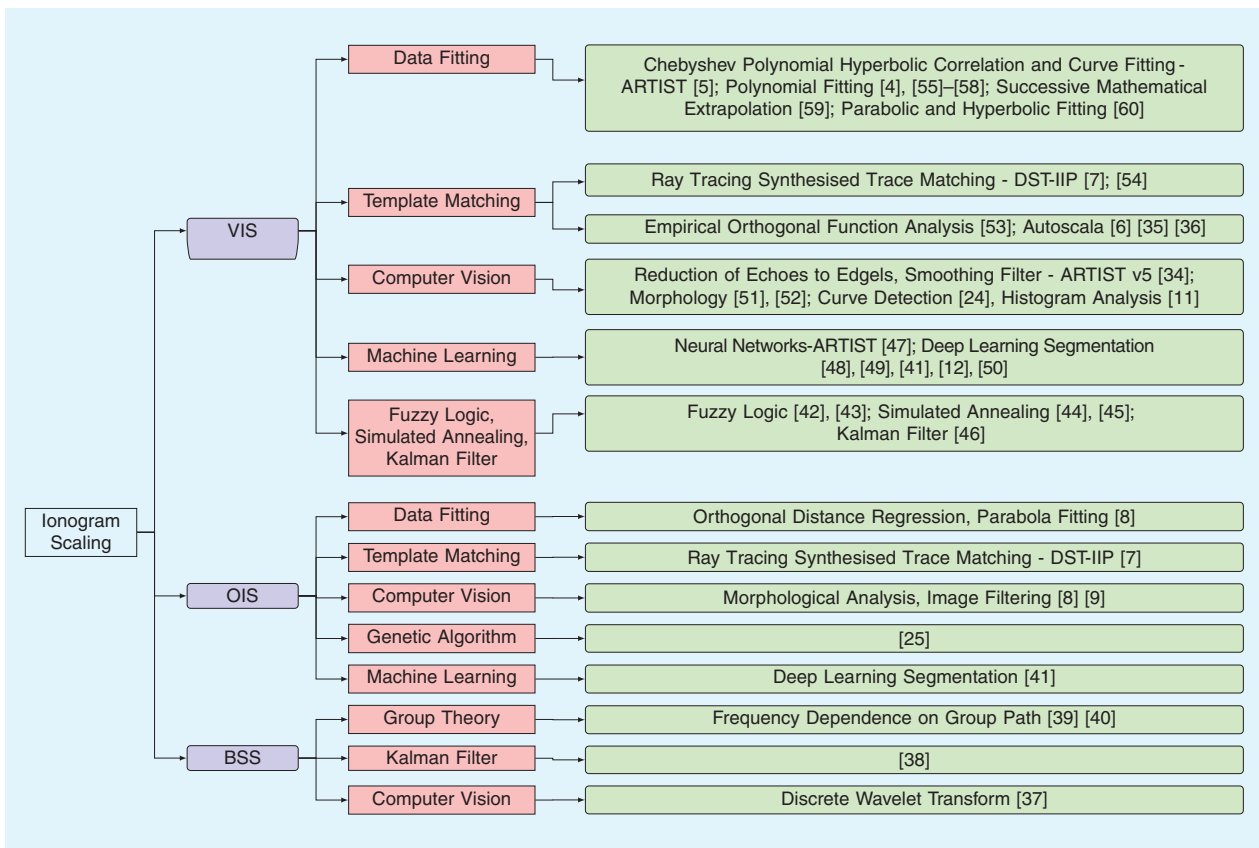 Data Fitting
Chebyshev Polynomial Hyperbolic Correlation and Curve Fitting -
ARTIST [5]; Polynomial Fitting [4], [55]–[58]; Successive Mathematical
Extrapolation [59]; Parabolic and Hyperbolic Fitting [60]
Template Matching
Ray Tracing Synthesised Trace Matching - DST-IIP [7]; [54]
Empirical Orthogonal Function Analysis [53]; Autoscala [6] [35] [36]
VIS
Computer Vision
Reduction of Echoes to Edgels, Smoothing Filter - ARTIST v5 [34];
Morphology [51], [52]; Curve Detection [24], Histogram Analysis [11]
Machine Learning
Neural Networks-ARTIST [47]; Deep Learning Segmentation
[48], [49], [41], [12], [50]
Fuzzy Logic,
Simulated Annealing,
Kalman Filter
Fuzzy Logic [42], [43]; Simulated Annealing [44], [45];
Kalman Filter [46]
Ionogram
Scaling
Data Fitting
Orthogonal Distance Regression, Parabola Fitting [8]
Template Matching
Ray Tracing Synthesised Trace Matching - DST-IIP [7]
OIS
Computer Vision
Morphological Analysis, Image Filtering [8] [9]
Genetic Algorithm
[25]
Machine Learning
Deep Learning Segmentation [41]
Group Theory
Frequency Dependence on Group Path [39] [40]
BSS
Kalman Filter
[38]
Computer Vision
Discrete Wavelet Transform [37]